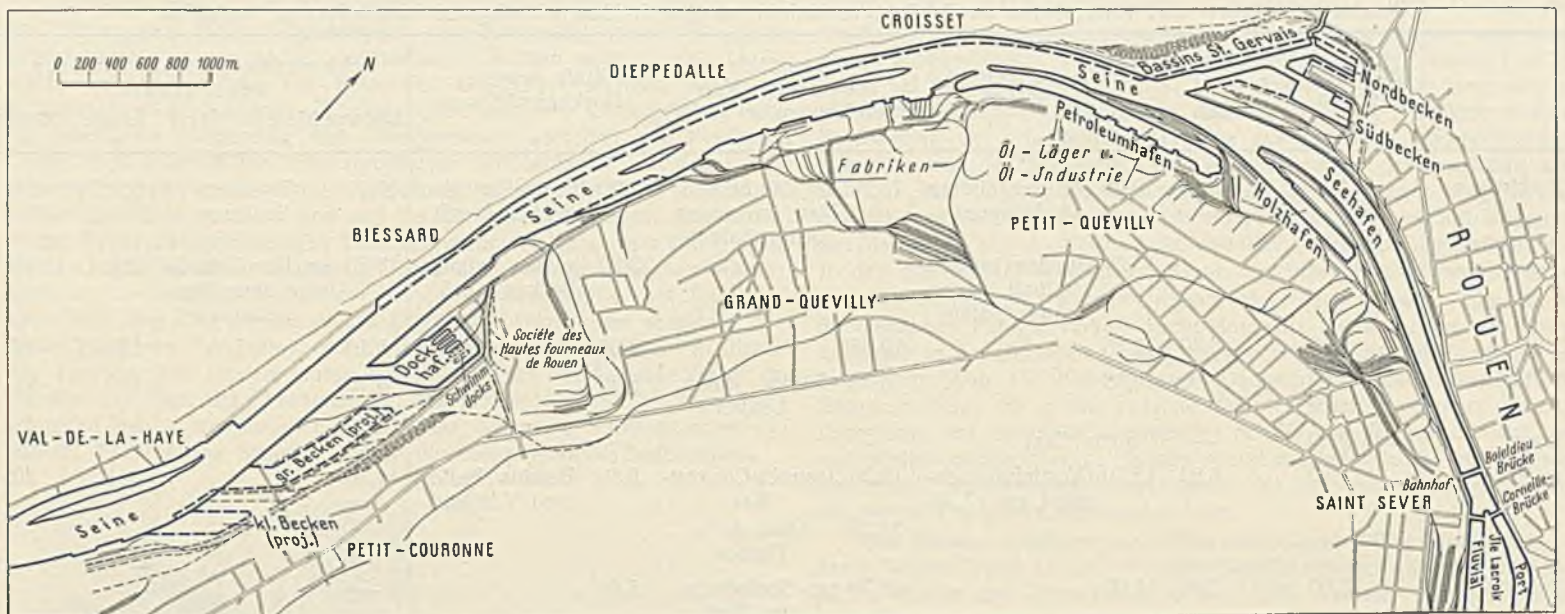 CROISSET
0 200 400 600 800 1000 m.
N
DIEPPEDALLE
Seine
Bassins St. Gervais
Nordbecken
Südbecken
Petroleumhafen
Öl-Läger u.
Öl-Jndustrie
Fabriken
Seine
Holzhafen
Seehafen
PETIT-QUEVILLY
BIESSARD
ROUEN
GRAND-QUEVILLY
Société des
Hautes fourneaux
de Rouen
Dock
haf.
Schwimm
docks
VAL-DE-LA-HAYE
gr. Becken (proj.)
Boieldieu
Brücke
Bahnhof
Corneille-
Brücke
SAINT SEVER
Seine
kl. Becken
(proj.)
PETIT-COURONNE
Fluvial
Jle Lacroix
Port